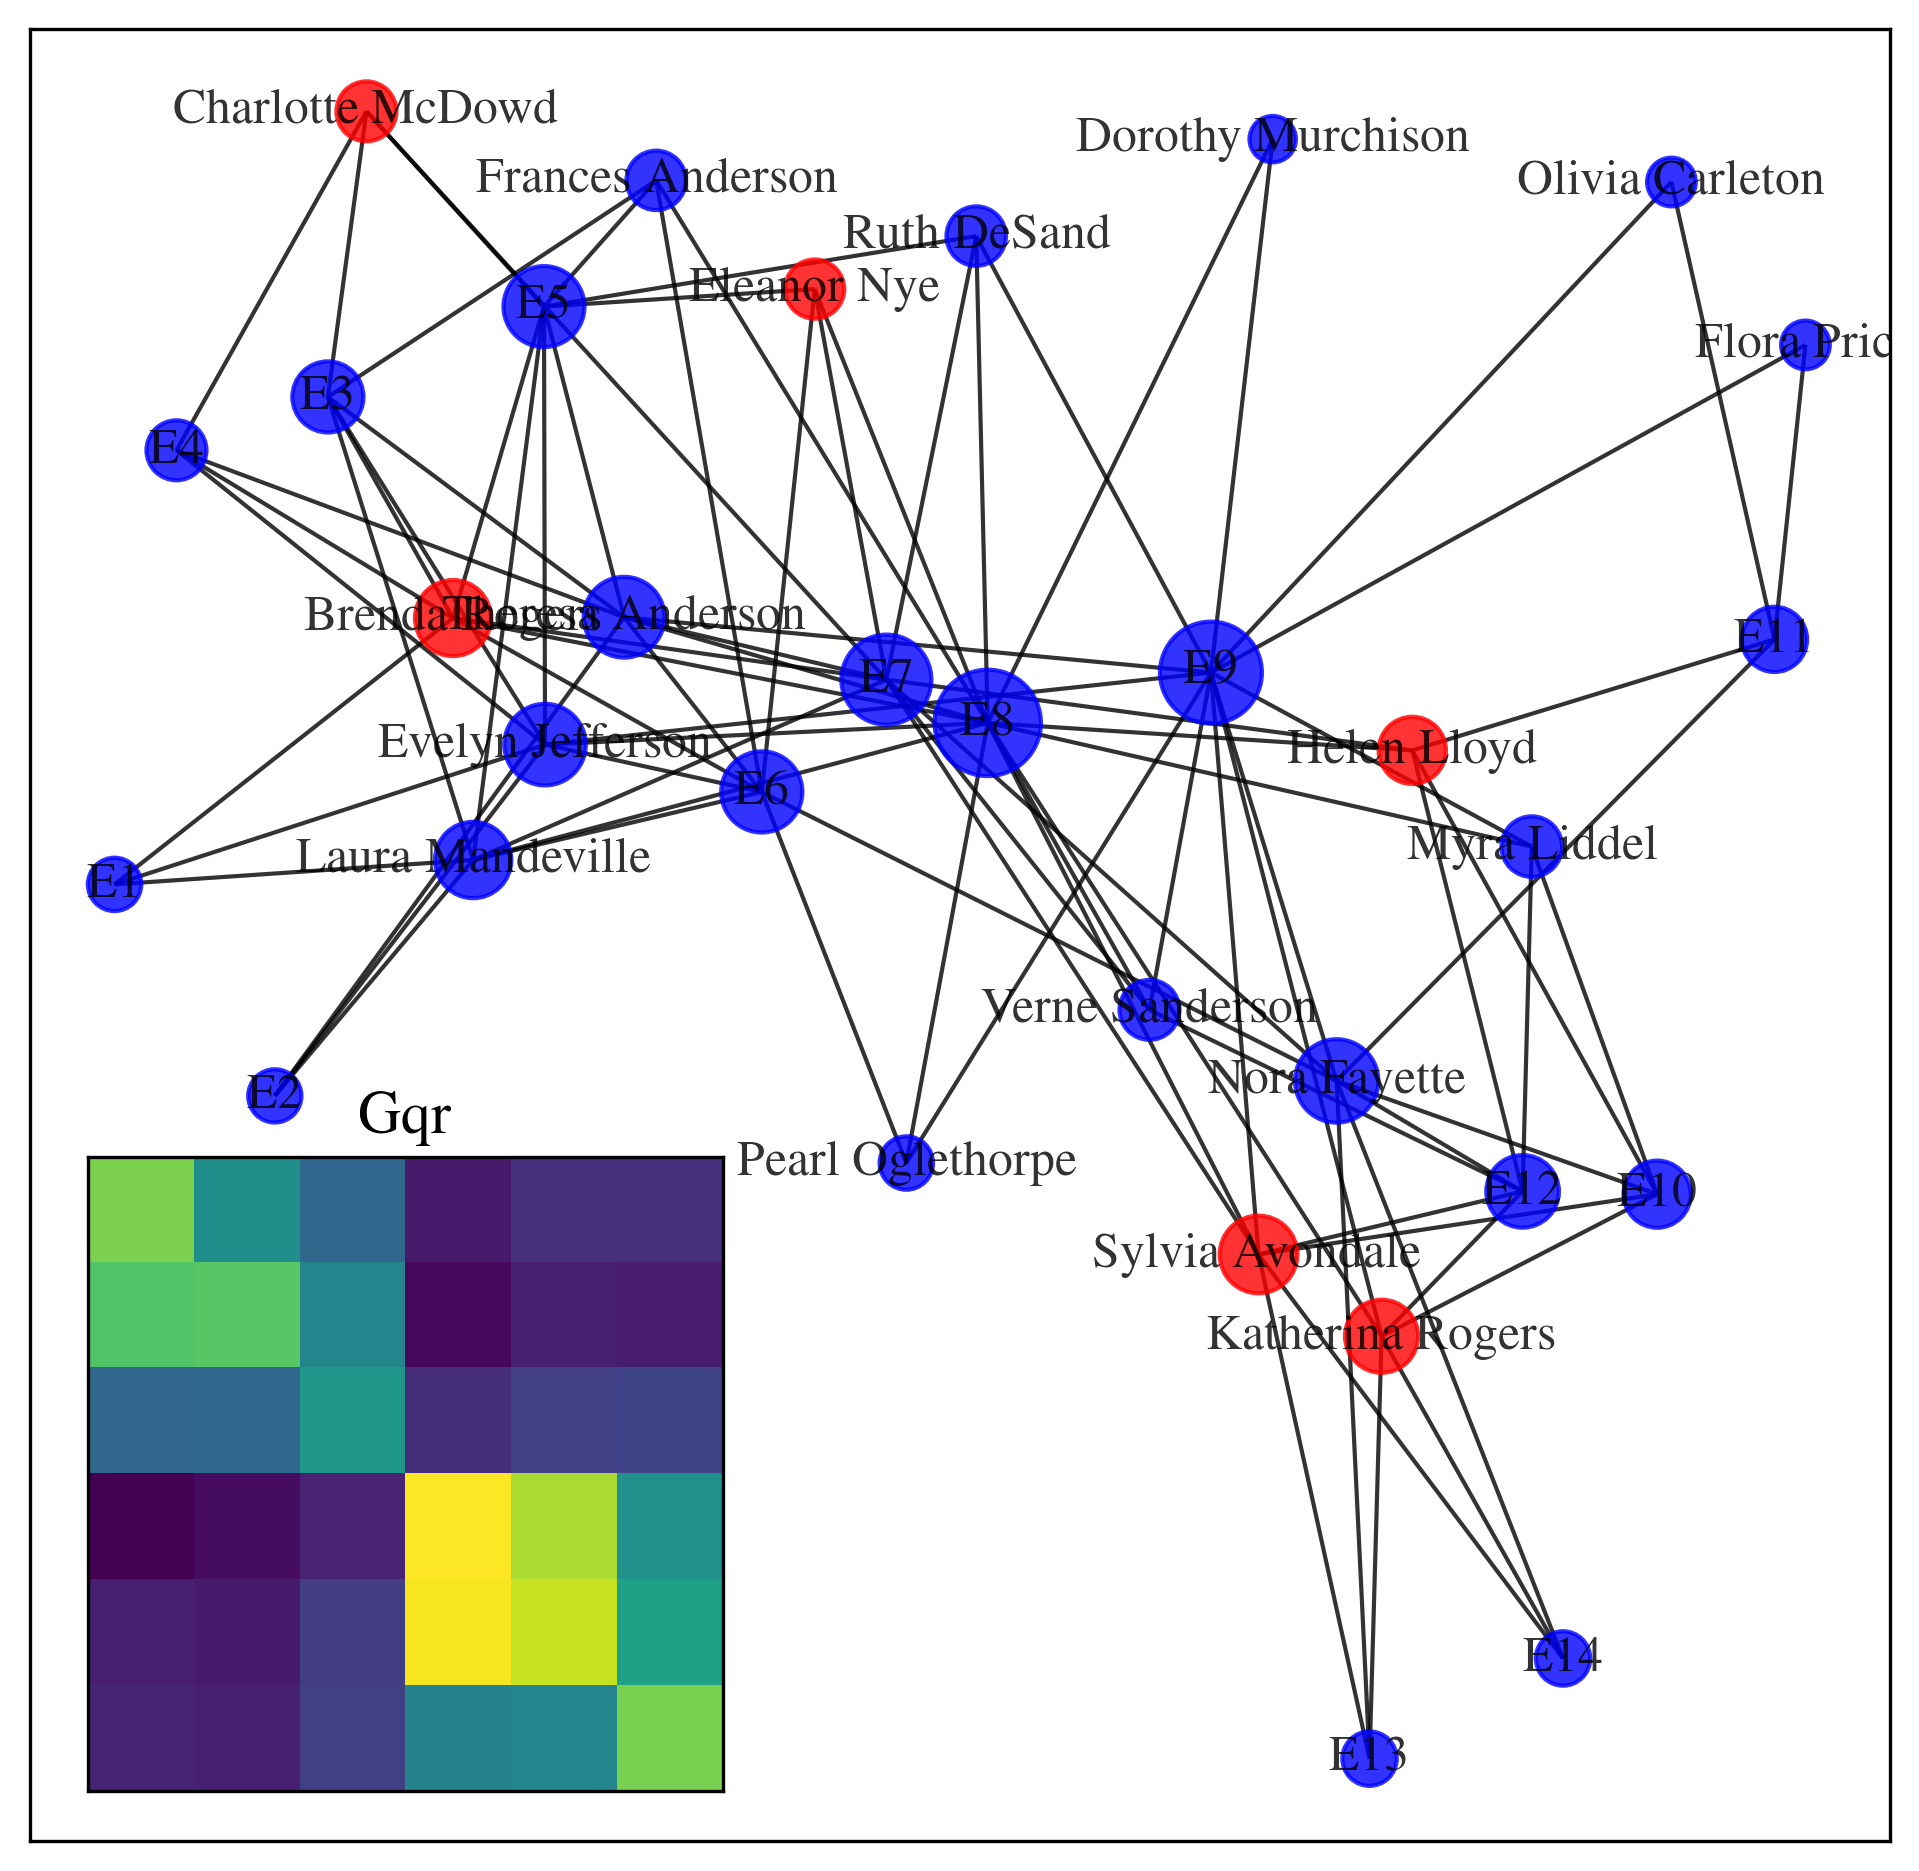 Charlotte McDowd
Frances Anderson
Dorothy Murchison
Olivia Carleton
Ruth DeSand
Eleanor Nye
E5
Flora Pric
E3
E4
Brenda Rogers
Theresa Anderson
E7
E9
E11
E8
Evelyn Jefferson
Helen Lloyd
E6
Laura Mandeville
Myra Liddel
E1
Verne Sanderson
Nora Fayette
E2
Gqr
Pearl Oglethorpe
E12
E10
Sylvia Avondale
Katherina Rogers
E14
E13